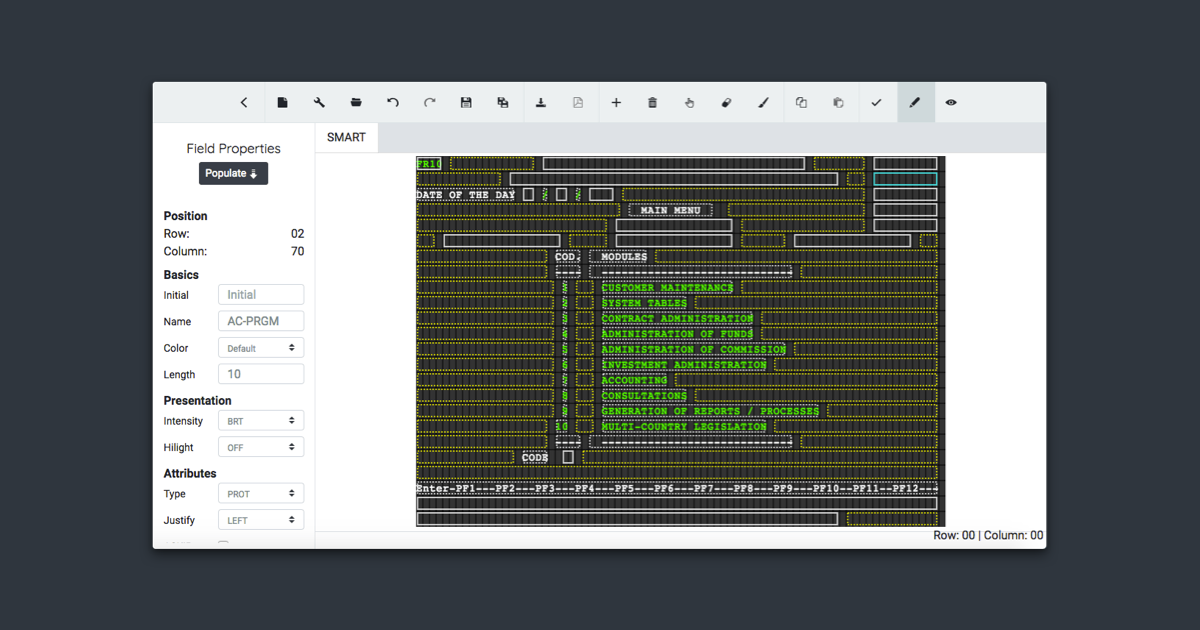 Field Properties
Populate
Position
Row: 02
Column: 70
Basics
Initial Initial
Name AC-PRGM
Color Default
Length 10
Presentation
Intensity BRT
Hilight OFF
Attributes
Type PROT
Justify LEFT
SMART
FR10
DATE OF THE DAY
MAIN MENU
COD. MODULES
---- -----------------------------
CUSTOMER MAINTENANCE
SYSTEM TABLES
CONTRACT ADMINISTRATION
ADMINISTRATION OF FUNDS
ADMINISTRATION OF COMMISSION
INVESTMENT ADMINISTRATION
ACCOUNTING
CONSULTATIONS
GENERATION OF REPORTS / PROCESSES
10 MULTI-COUNTRY LEGISLATION
---- -----------------------------
CODE
Enter-PF1---PF2---PF3---PF4---PF5---PF6---PF7---PF8---PF9---PF10--PF11--PF12---
Row: 00 | Column: 00